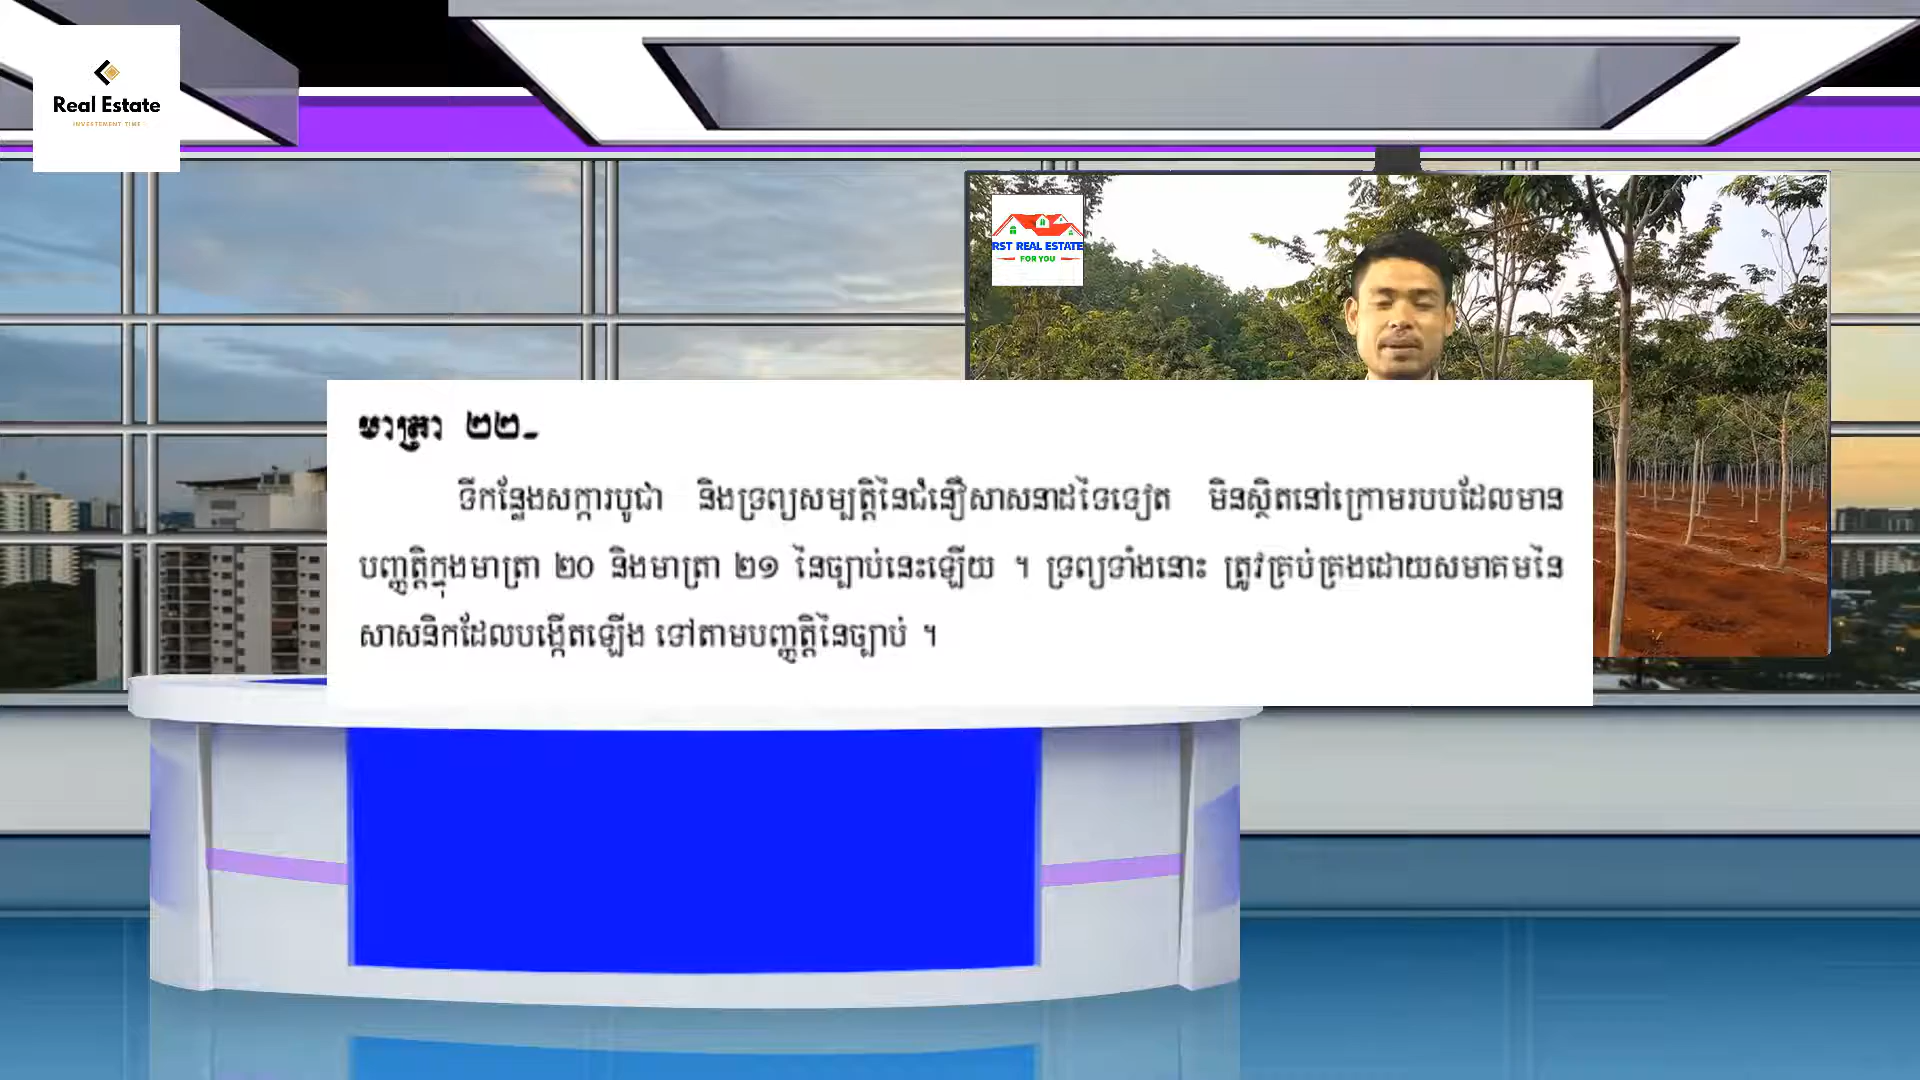 Real Estate
INVESTEMENT TIME
RST REAL ESTATE
FOR YOU
មាត្រា ២២_
ទីកន្លែងសក្ការបូជា និងទ្រព្យសម្បត្តិនៃជំនឿសាសនាដទៃទៀត មិនស្ថិតនៅក្រោមរបបដែលមាន
បញ្ញត្តិក្នុងមាត្រា ២០ និងមាត្រា ២១ នៃច្បាប់នេះឡើយ ។ ទ្រព្យទាំងនោះ ត្រូវគ្រប់គ្រងដោយសមាគមនៃ
សាសនិកដែលបង្កើតឡើង ទៅតាមបញ្ញត្តិនៃច្បាប់ ។